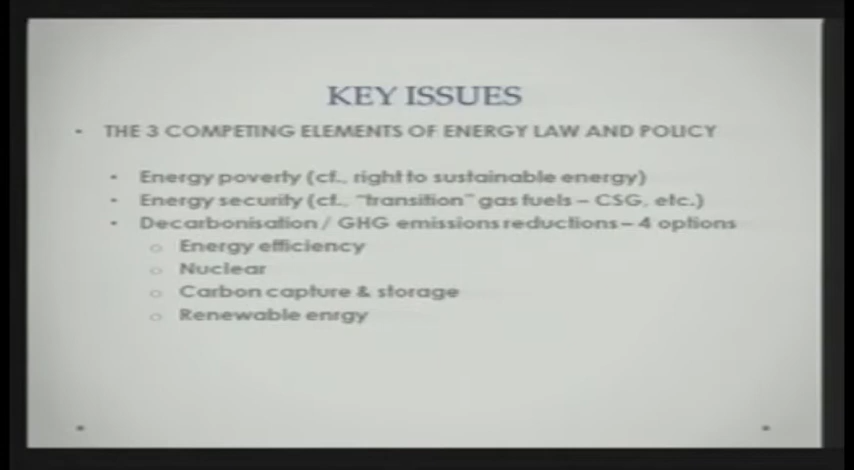 KEY ISSUES
• THE 3 COMPETING ELEMENTS OF ENERGY LAW AND POLICY
• Energy poverty (cf., right to sustainable energy)
• Energy security (cf., "transition" gas fuels – CSG, etc.)
• Decarbonisation / GHG emissions reductions – 4 options
o Energy efficiency
o Nuclear
o Carbon capture & storage
o Renewable enrgy